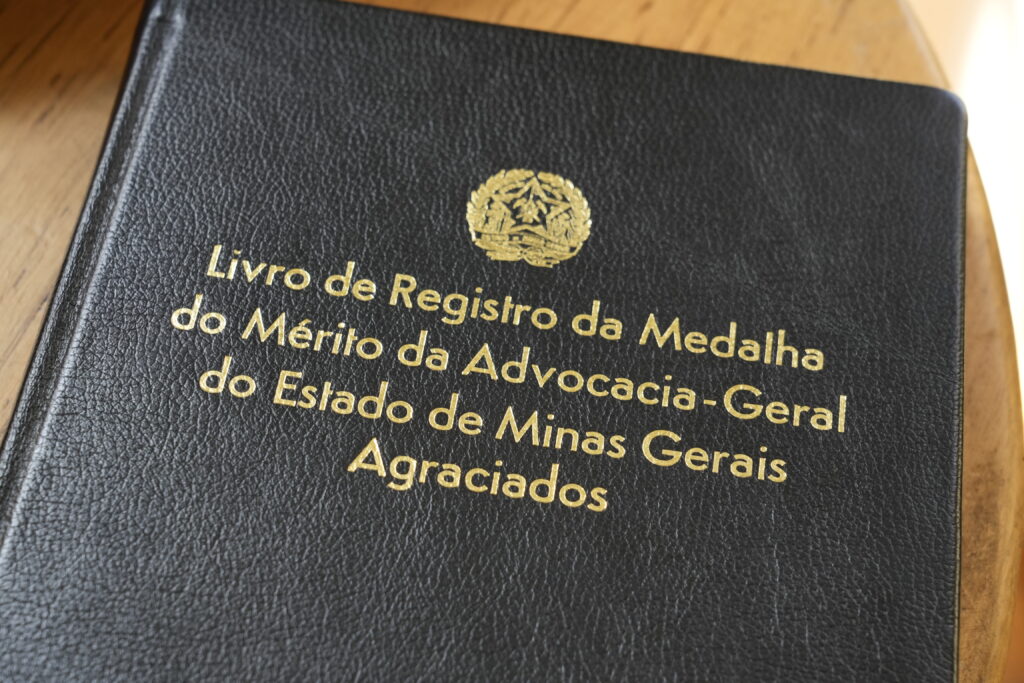 Livro de Registro da Medalha
do Mérito da Advocacia-Geral
do Estado de Minas Gerais
Agraciados